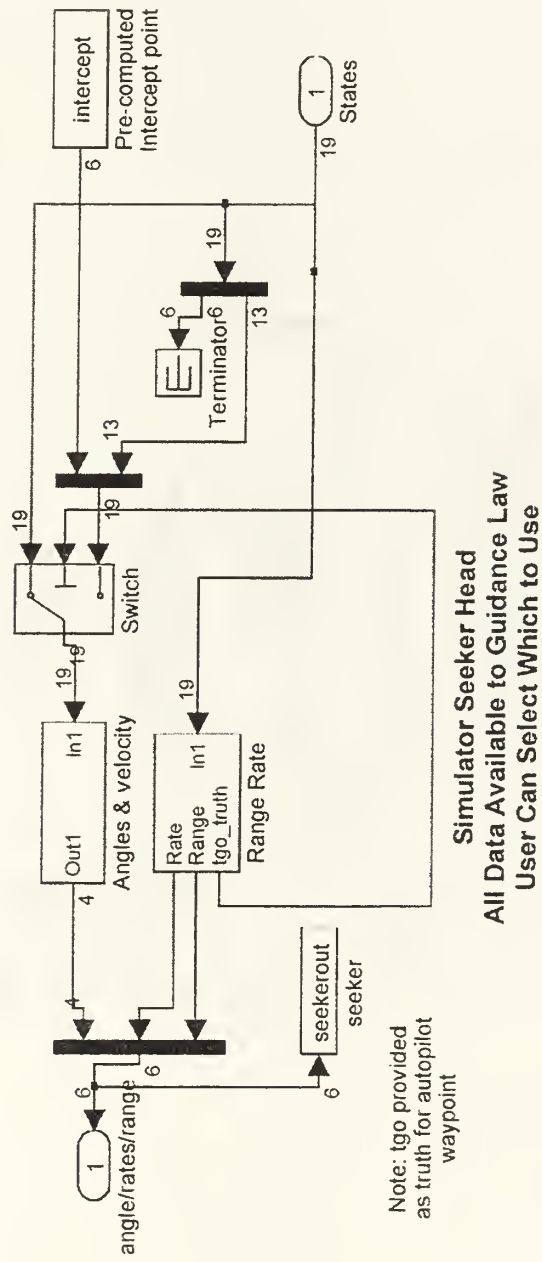 intercept
Pre-computed
Intercept point
6
1
States
19
19
19
6
6
13
Terminator
13
19
19
Switch
19
19
In1
Out1
Angles & velocity
4
4
19
In1
Rate
Range
tgo_truth
Range Rate
6
6
1
angle/rates/range
6
seekerout
seeker
Note: tgo provided
as truth for autopilot
waypoint
Simulator Seeker Head
All Data Available to Guidance Law
User Can Select Which to Use